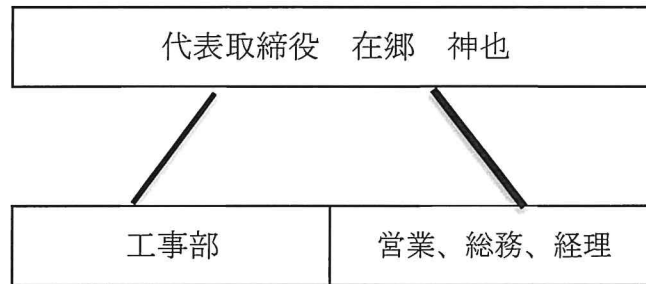 代表取締役　在郷　神也
工事部
営業、総務、経理